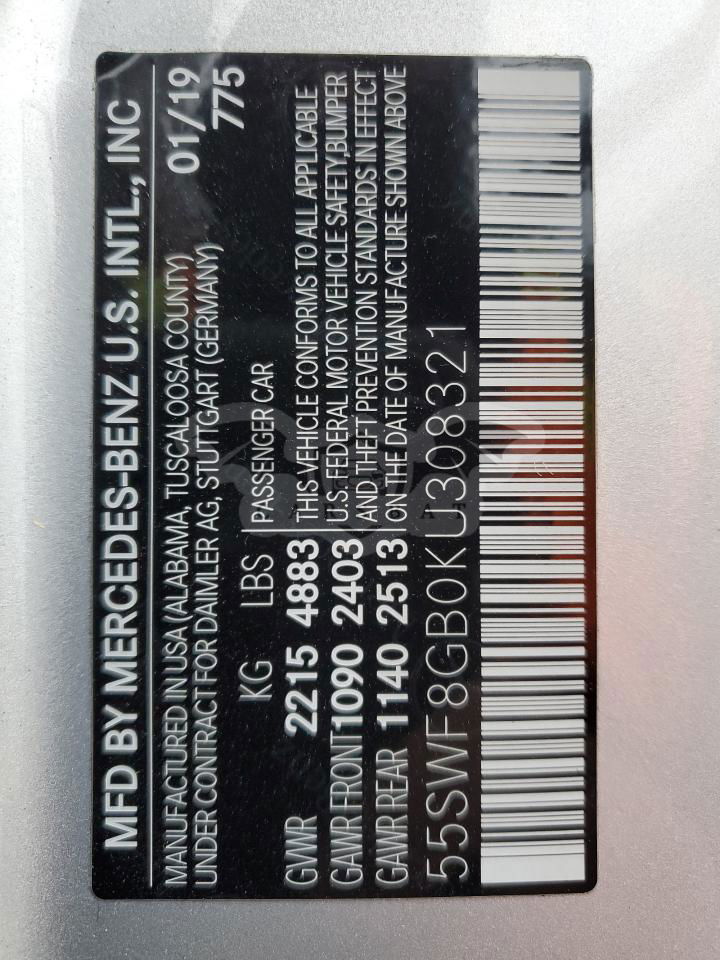 MFD BY MERCEDES-BENZ U.S. INTL., INC
MANUFACTURED IN USA (ALABAMA, TUSCALOOSA COUNTY) 01/19
UNDER CONTRACT FOR DAIMLER AG, STUTTGART (GERMANY) 775
KG LBS PASSENGER CAR
GVWR 2215 4883 THIS VEHICLE CONFORMS TO ALL APPLICABLE
GAWR FRONT 1090 2403 U.S. FEDERAL MOTOR VEHICLE SAFETY, BUMPER
GAWR REAR 1140 2513 AND THEFT PREVENTION STANDARDS IN EFFECT
ON THE DATE OF MANUFACTURE SHOWN ABOVE
55SWF8GB0KU308321